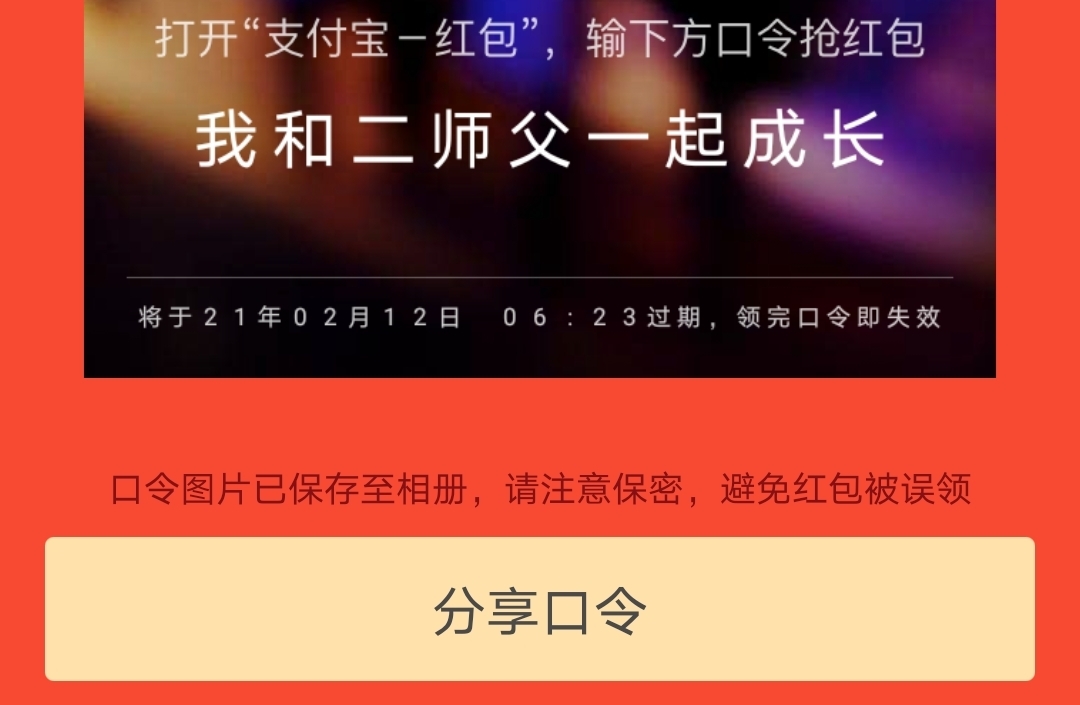 打开“支付宝－红包”，输下方口令抢红包
我和二师父一起成长
将于21年02月12日 06:23过期，领完口令即失效
口令图片已保存至相册，请注意保密，避免红包被误领
分享口令